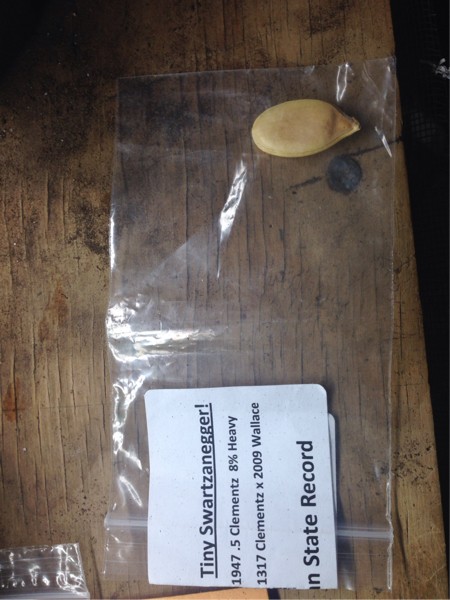 Tiny Swartzanegger!
1947 .5 Clementz 8% Heavy
1317 Clementz x 2009 Wallace
n State Record